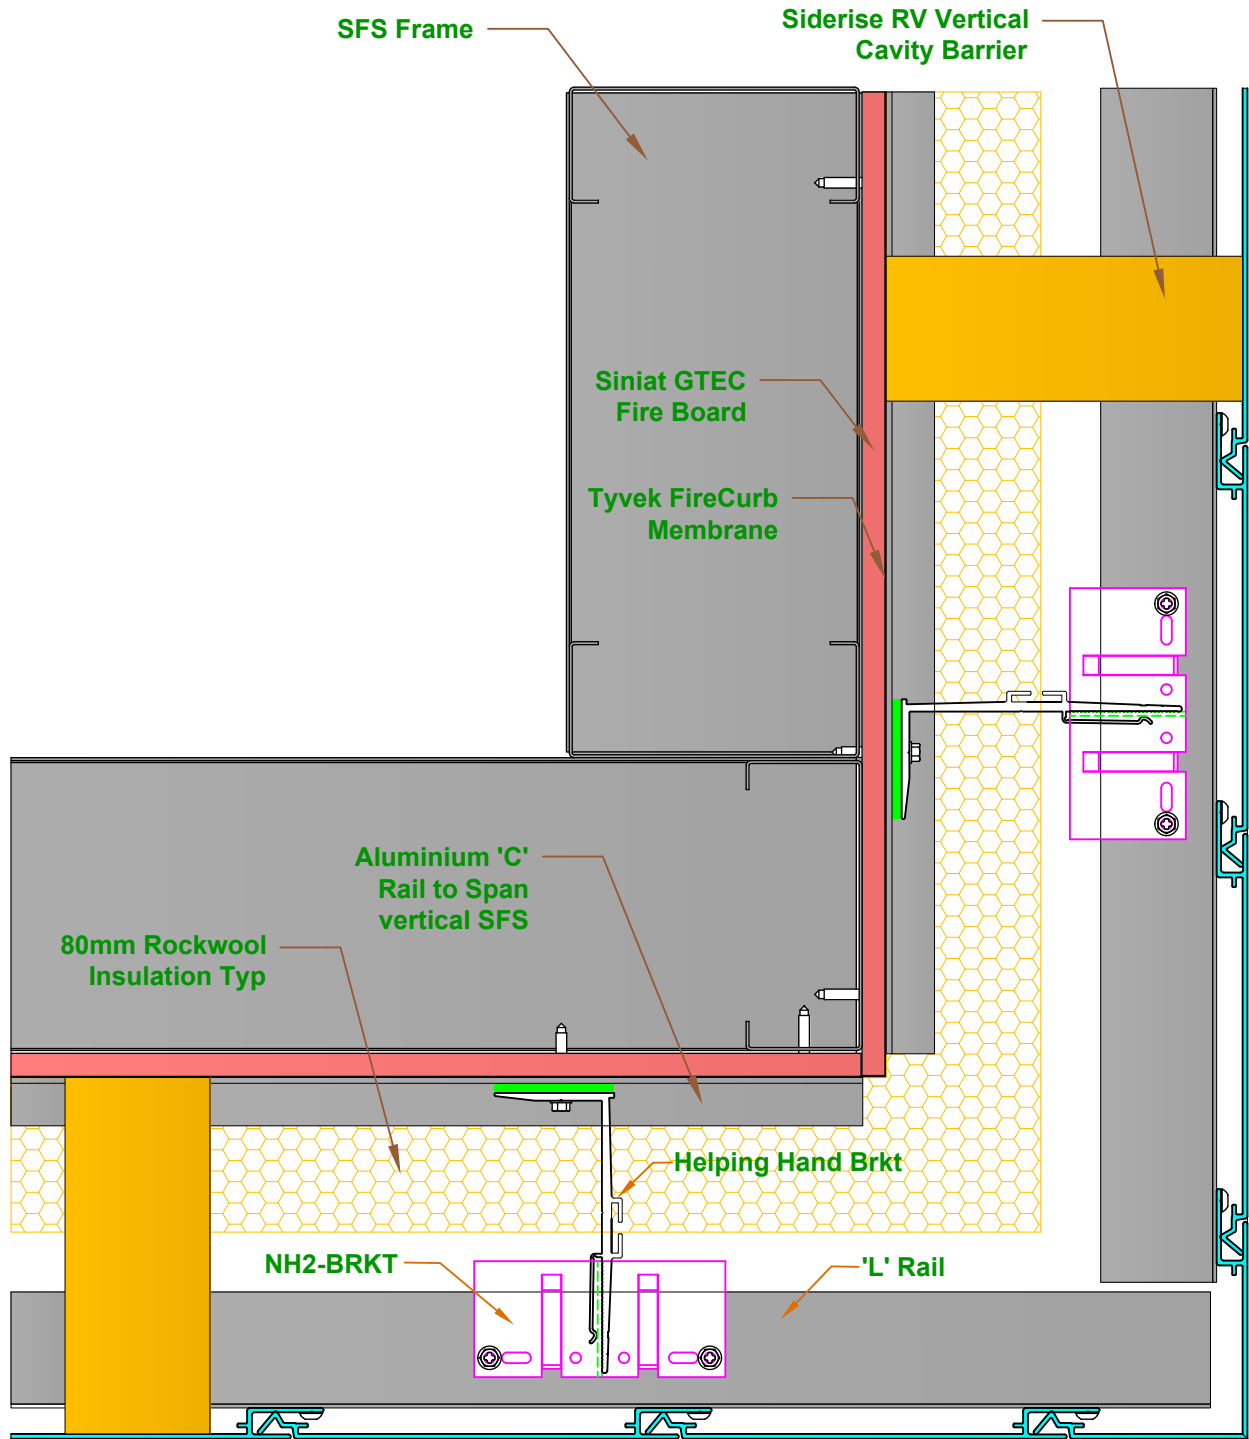 SFS Frame
Siderise RV Vertical
Cavity Barrier
Siniat GTEC
Fire Board
Tyvek FireCurb
Membrane
Aluminium 'C'
Rail to Span
vertical SFS
80mm Rockwool
Insulation Typ
Helping Hand Brkt
NH2-BRKT
'L' Rail